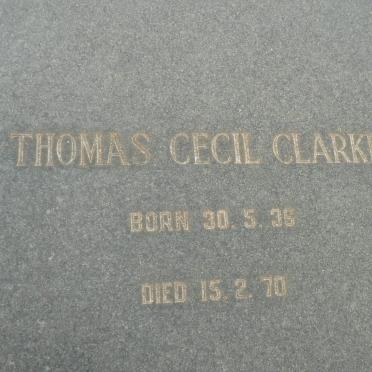 THOMAS CECIL CLARKE
BORN 30. 5. 35
DIED 15. 2. 70